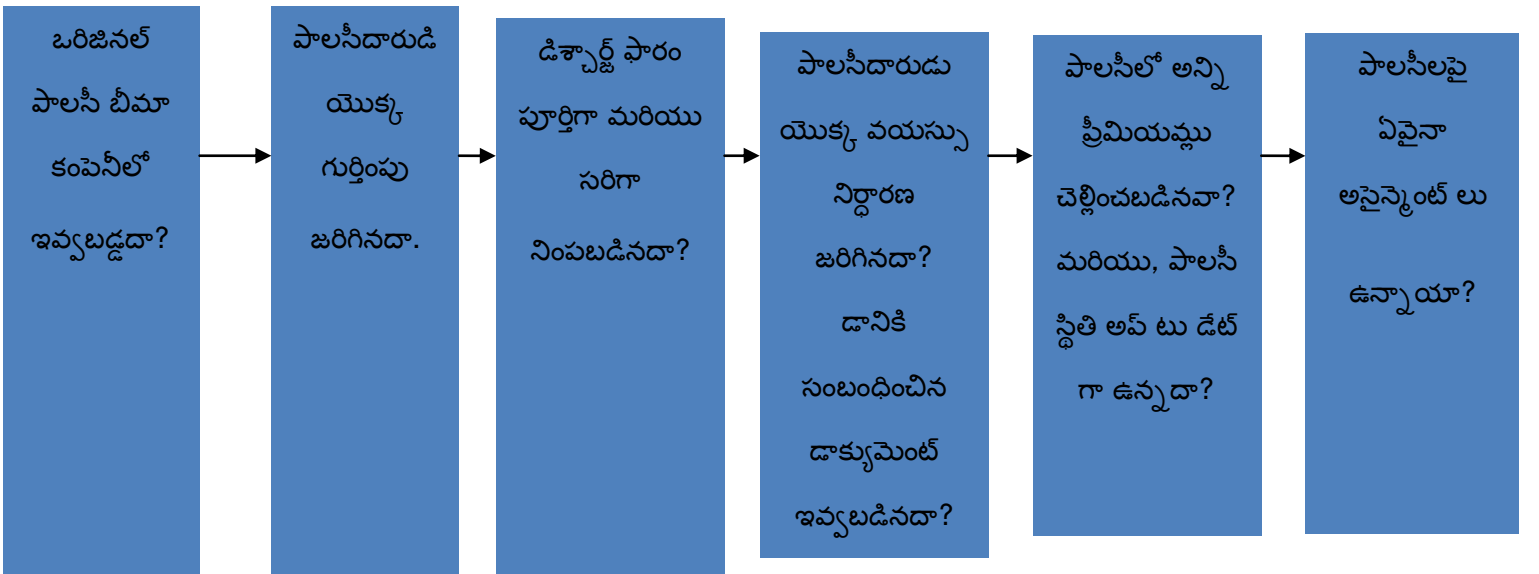 ఒరిజినల్
పాలసీ బీమా
కంపెనీలో
ఇవ్వబడ్డదా?
పాలసీదారుడి
యొక్క
గుర్తింపు
జరిగినదా.
డిశ్చార్జ్ ఫారం
పూర్తిగా మరియు
సరిగా
నింపబడినదా?
పాలసీదారుడు
యొక్క వయస్సు
నిర్ధారణ
జరిగినదా?
డానికి
సంబంధించిన
డాక్యుమెంట్
ఇవ్వబడినదా?
పాలసీలో అన్ని
ప్రీమియమ్లు
చెల్లించబడినవా?
మరియు, పాలసీ
స్థితి అప్ టు డేట్
గా ఉన్నదా?
పాలసీలపై
ఏవైనా
అసైన్మెంట్ లు
ఉన్నాయా?